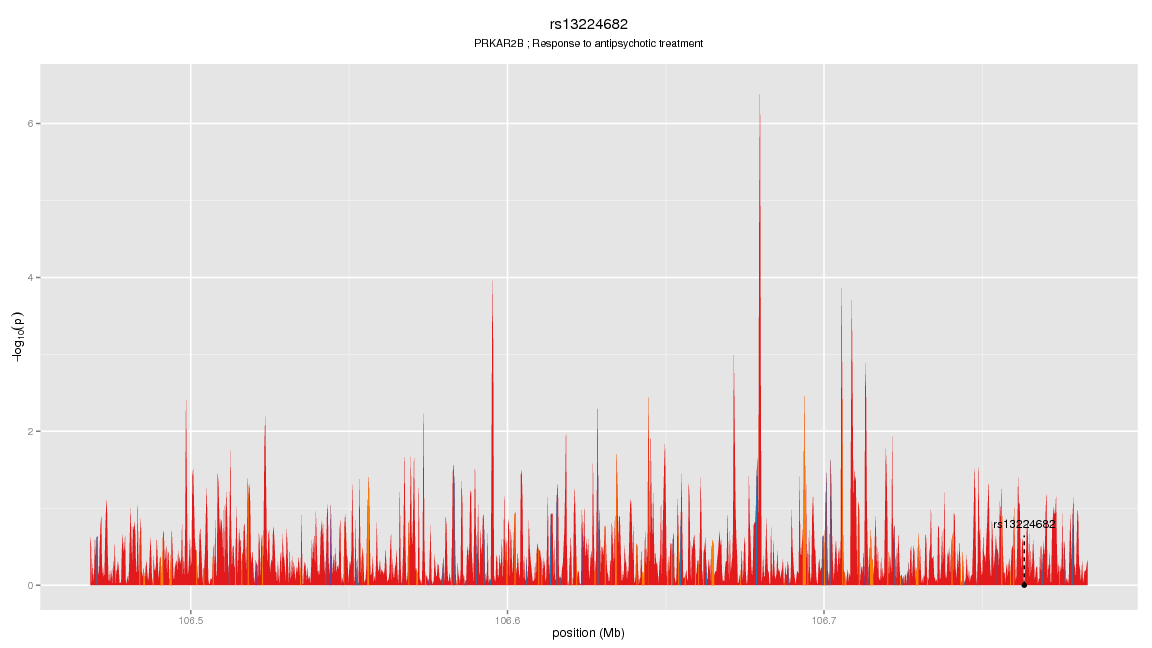 rs13224682
PRKAR2B ; Response to antipsychotic treatment
6
4
2
0
−log10(p)
rs13224682
106.5
106.6
106.7
position (Mb)